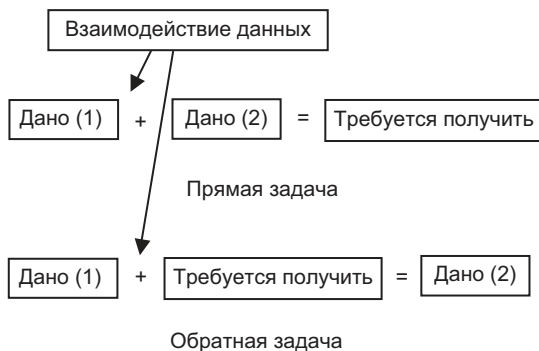 Взаимодействие данных
Дано (1) + Дано (2) = Требуется получить
Прямая задача
Дано (1) + Требуется получить = Дано (2)
Обратная задача